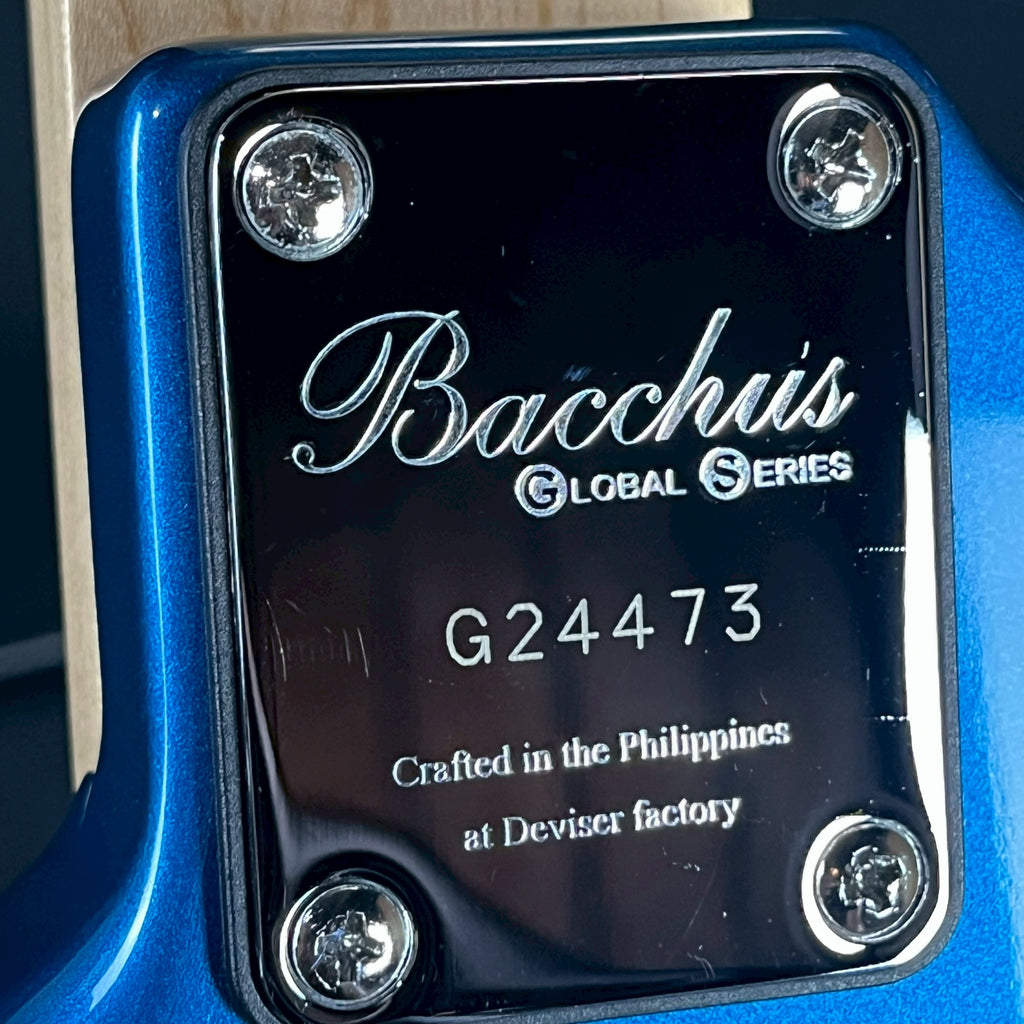 Bacchus
GLOBAL SERIES
G24473
Crafted in the Philippines
at Deviser factory